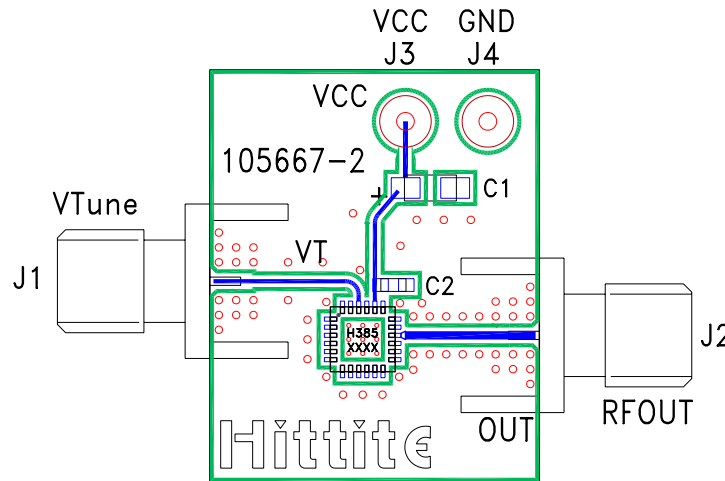 VCC GND
J3 J4
VCC
105667-2
+
C1
VTune
VT
J1
C2
H385
XXXX
J2
RFOUT
OUT
Hittite